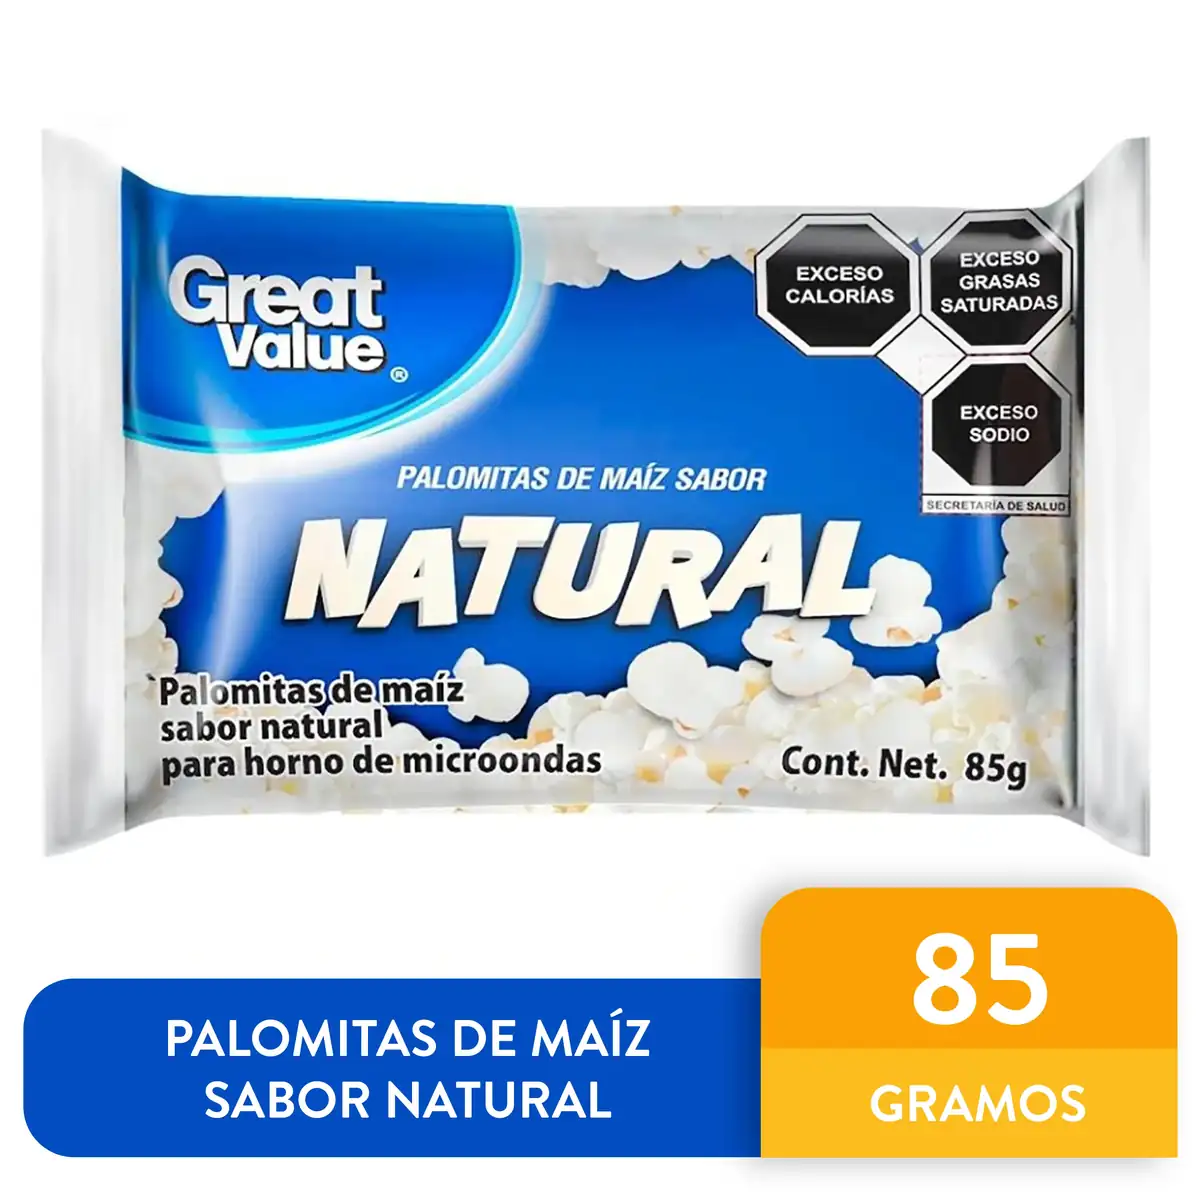 Great
Value
®
EXCESO
CALORÍAS
EXCESO
GRASAS
SATURADAS
EXCESO
SODIO
SECRETARÍA DE SALUD
PALOMITAS DE MAÍZ SABOR
NATURAL
Palomitas de maíz
sabor natural
para horno de microondas
Cont. Net. 85g
85
GRAMOS
PALOMITAS DE MAÍZ
SABOR NATURAL